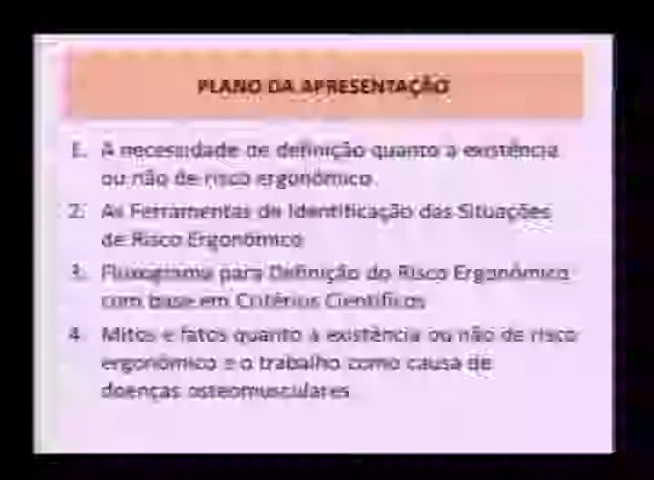 PLANO DA APRESENTAÇÃO
1. A necessidade de definição quanto a existência
ou não de risco ergonômico
2. As Ferramentas de Identificação das Situações
de Risco Ergonômico
3. Fluxograma para Definição do Risco Ergonômico
com base em Critérios Científicos
4. Mitos e fatos quanto a existência ou não de risco
ergonômico e o trabalho como causa de
doenças osteomusculares